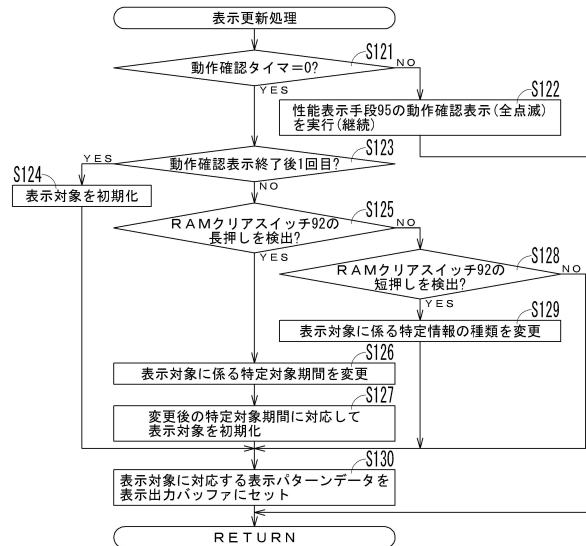 表示更新処理
S121
動作確認タイマ=0?
NO
YES
S122
性能表示手段95の動作確認表示(全点滅)
を実行(継続)
S123
動作確認表示終了後1回目?
YES
NO
S124
表示対象を初期化
S125
RAMクリアスイッチ92の
長押しを検出?
NO
YES
S128
RAMクリアスイッチ92の
短押しを検出?
NO
YES
S129
表示対象に係る特定情報の種類を変更
S126
表示対象に係る特定対象期間を変更
S127
変更後の特定対象期間に対応して
表示対象を初期化
S130
表示対象に対応する表示パターンデータを
表示出力バッファにセット
RETURN